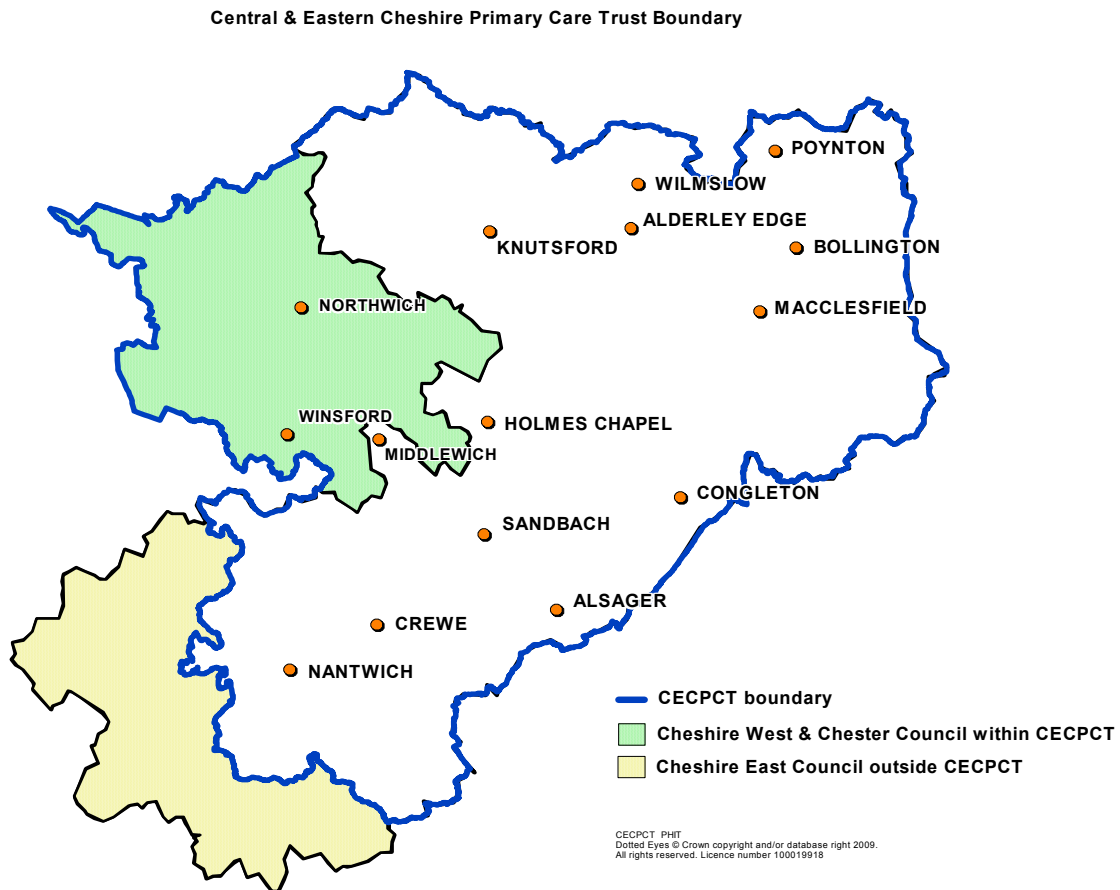 Central & Eastern Cheshire Primary Care Trust Boundary
POYNTON
WILMSLOW
ALDERLEY EDGE
KNUTSFORD
BOLLINGTON
NORTHWICH
MACCLESFIELD
WINSFORD
HOLMES CHAPEL
MIDDLEWICH
CONGLETON
SANDBACH
ALSAGER
CREWE
NANTWICH
CECPCT boundary
Cheshire West & Chester Council within CECPCT
Cheshire East Council outside CECPCT
CECPCT PHIT
Dotted Eyes © Crown copyright and/or database right 2009.
All rights reserved. Licence number 100019918